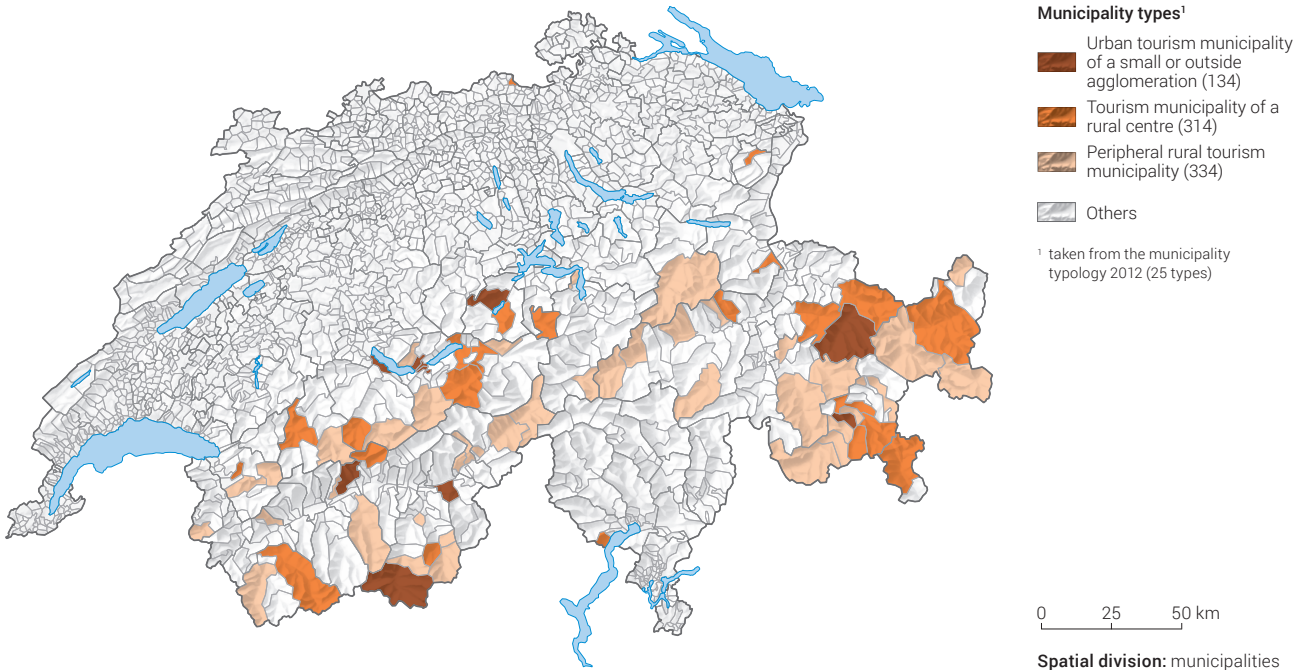 Municipality types¹
Urban tourism municipality
of a small or outside
agglomeration (134)
Tourism municipality of a
rural centre (314)
Peripheral rural tourism
municipality (334)
Others
¹ taken from the municipality
typology 2012 (25 types)
0 25 50 km
Spatial division: municipalities